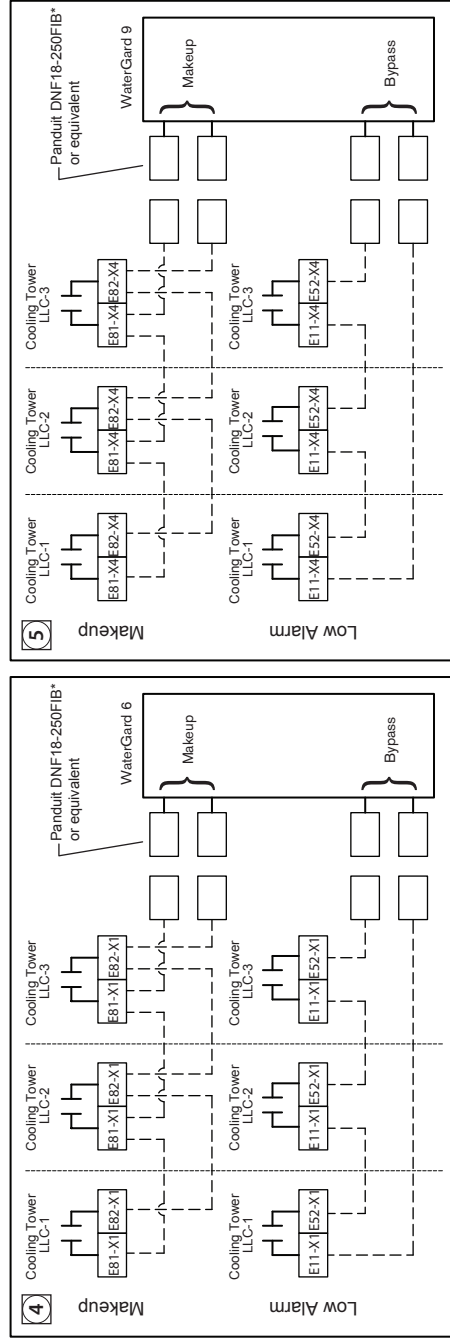 4
Makeup
Low Alarm
Cooling Tower
LLC-1
Cooling Tower
LLC-2
Cooling Tower
LLC-3
E81-X1 E82-X1
E81-X1 E82-X1
E81-X1 E82-X1
Cooling Tower
LLC-1
Cooling Tower
LLC-2
Cooling Tower
LLC-3
E11-X1 E52-X1
E11-X1 E52-X1
E11-X1 E52-X1
Panduit DNF18-250FIB*
or equivalent
WaterGard 6
Makeup
Bypass
5
Makeup
Low Alarm
Cooling Tower
LLC-1
Cooling Tower
LLC-2
Cooling Tower
LLC-3
E81-X4 E82-X4
E81-X4 E82-X4
E81-X4 E82-X4
Cooling Tower
LLC-1
Cooling Tower
LLC-2
Cooling Tower
LLC-3
E11-X4 E52-X4
E11-X4 E52-X4
E11-X4 E52-X4
Panduit DNF18-250FIB*
or equivalent
WaterGard 9
Makeup
Bypass